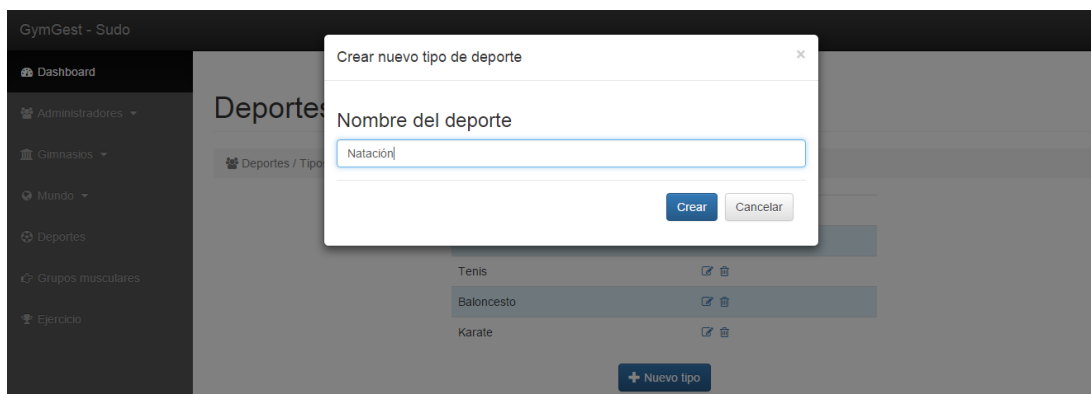 GymGest - Sudo
Dashboard
Administradores
Gimnasios
Mundo
Deportes
Grupos musculares
Ejercicio
Deportes
Deportes / Tipos
Crear nuevo tipo de deporte
×
Nombre del deporte
Natación
Crear Cancelar
Tenis
Baloncesto
Karate
Nuevo tipo